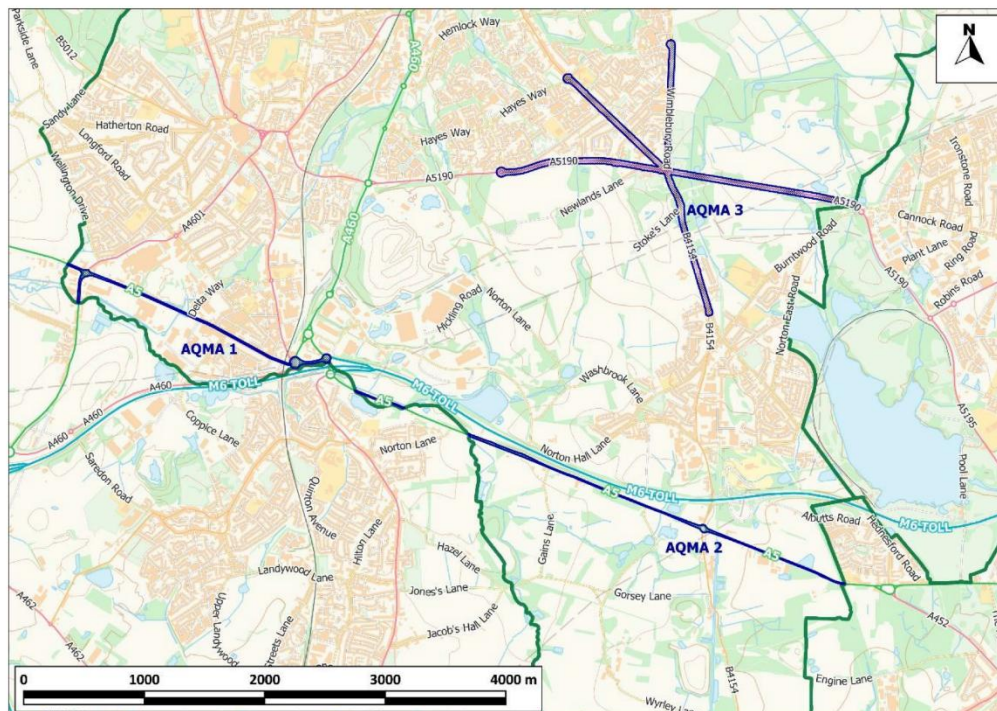 Parkside Lane
B5012
Sandy Lane
Hatherton Road
Longford Road
Wellington Drive
A4601
A460
Hemlock Way
Hayes Way
Hayes Way
A5190
A460
A5190
Newlands Lane
Wimblebury Road
Stoke's Lane
AQMA 3
B4154
A5190
Burntwood Road
N
Ironstone Road
Cannock Road
Plant Lane
Ring Road
Robins Road
A5190
A5195
Pool Lane
Norton East Road
B4154
A5
Delta Way
AQMA 1
M6 TOLL
A460
A460
A460
Coppice Lane
Saredon Road
Hickling Road
Norton Lane
Washbrook Lane
M6 TOLL
A5
Norton Lane
Norton Hall Lane
A5
M6 TOLL
AQMA 2
A5
Albutts Road
Hednesford Road
M6 TOLL
Quinton Avenue
Hilton Lane
Landywood Lane
Hazel Lane
Jones's Lane
Jacob's Hall Lane
Gains Lane
Gorsey Lane
Upper Landywood
Streets Lane
A462
A462
B4154
A452
Engine Lane
0 1000 2000 4000 m